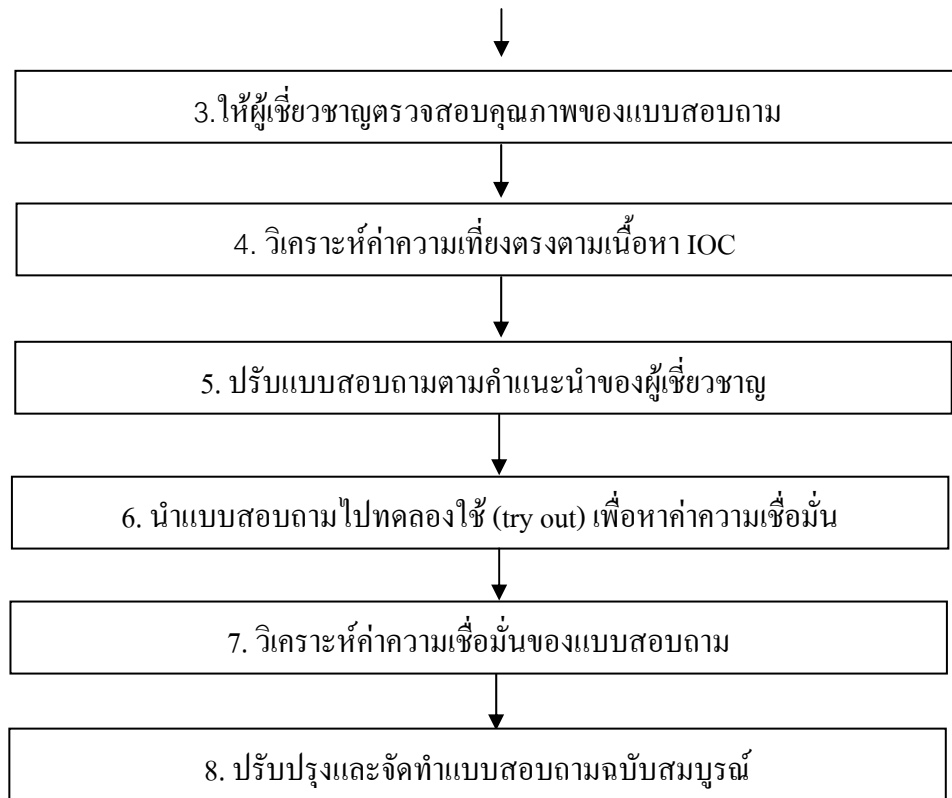 3.ให้ผู้เชี่ยวชาญตรวจสอบคุณภาพของแบบสอบถาม
4. วิเคราะห์ค่าความเที่ยงตรงตามเนื้อหา IOC
5. ปรับแบบสอบถามตามคำแนะนำของผู้เชี่ยวชาญ
6. นำแบบสอบถามไปทดลองใช้ (try out) เพื่อหาค่าความเชื่อมั่น
7. วิเคราะห์ค่าความเชื่อมั่นของแบบสอบถาม
8. ปรับปรุงและจัดทำแบบสอบถามฉบับสมบูรณ์